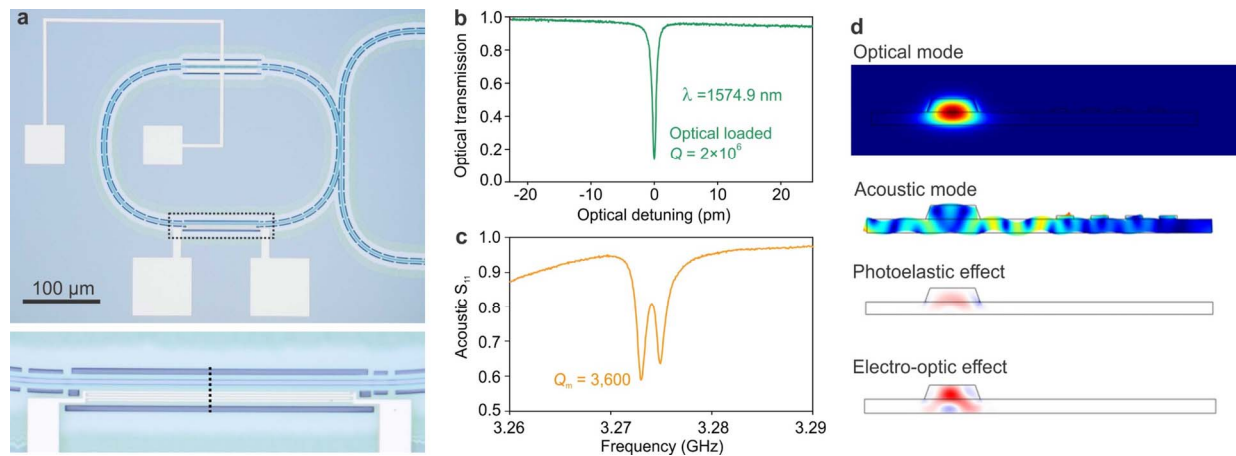 a
100 μm
b
Optical transmission
1.0
0.8
0.6
0.4
0.2
0.0
λ =1574.9 nm
Optical loaded
Q = 2×10⁶
-20
-10
0
10
20
Optical detuning (pm)
c
Acoustic S₁₁
1.0
0.9
0.8
0.7
0.6
0.5
Qₘ = 3,600
3.26
3.27
3.28
3.29
Frequency (GHz)
d
Optical mode
Acoustic mode
Photoelastic effect
Electro-optic effect